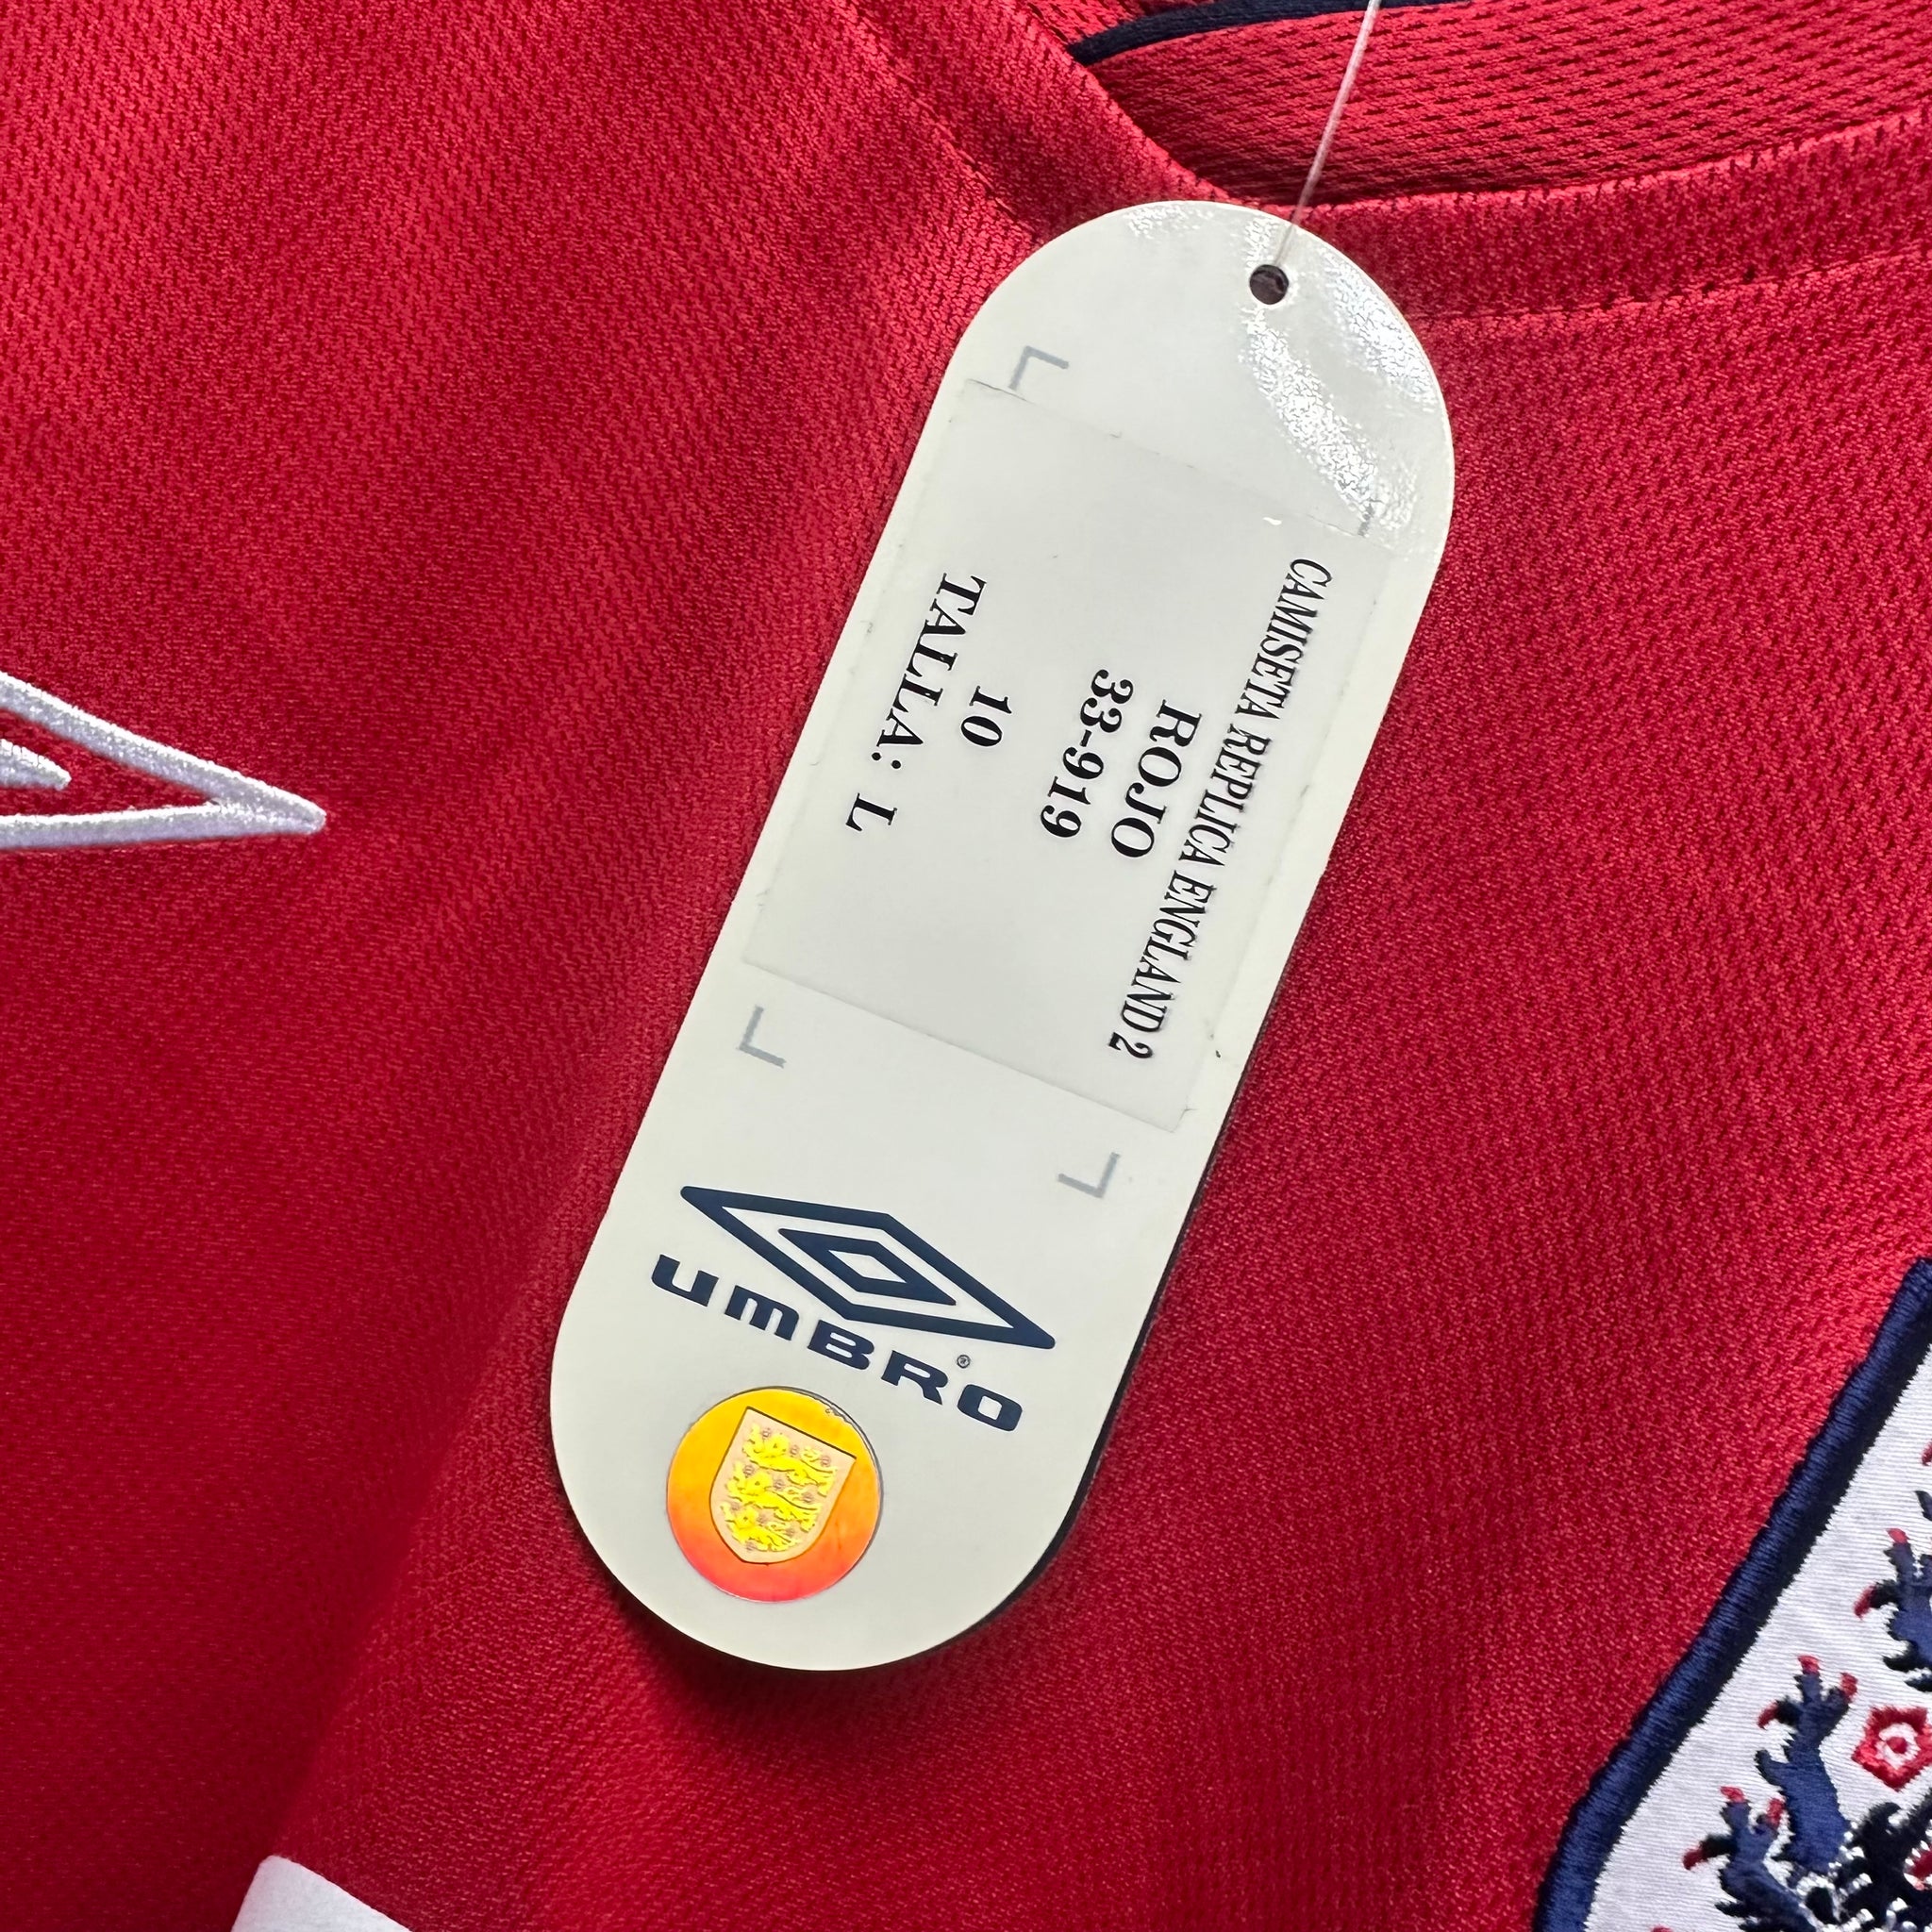 CAMISETA REPLICA ENGLAND 2
ROJO
33-919
10
TALLA: L
UMBRO®